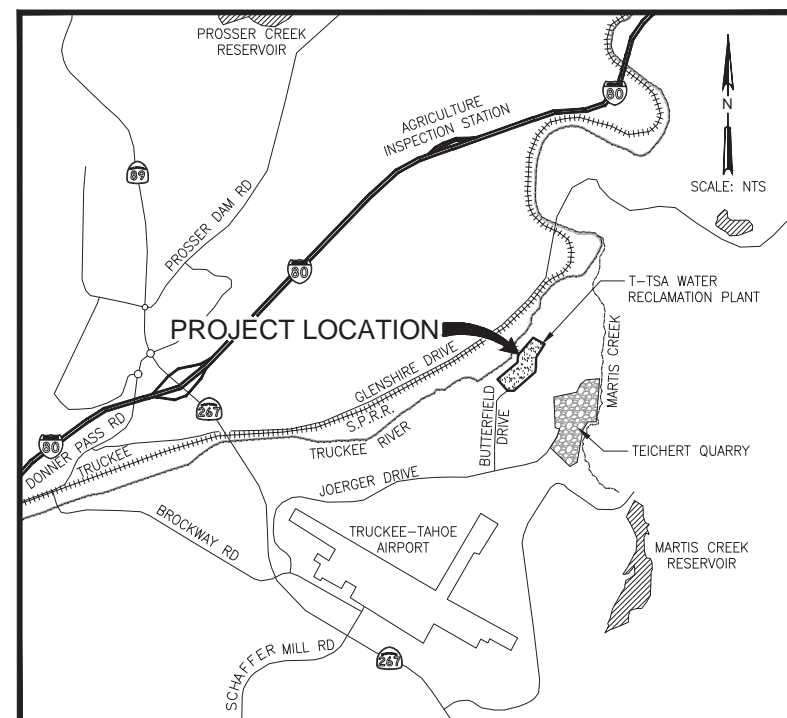 PROSSER CREEK
RESERVOIR
80
AGRICULTURE
INSPECTION STATION
N
SCALE: NTS
89
PROSSER DAM RD
80
T-TSA WATER
RECLAMATION PLANT
PROJECT LOCATION
GLENSHIRE DRIVE
MARTIS CREEK
267
S.P.R.R.
BUTTERFIELD
DRIVE
80
DONNER PASS RD
TRUCKEE
TRUCKEE RIVER
TEICHERT QUARRY
JOERGER DRIVE
BROCKWAY RD
TRUCKEE-TAHOE
AIRPORT
MARTIS CREEK
RESERVOIR
SCHAFFER MILL RD
267